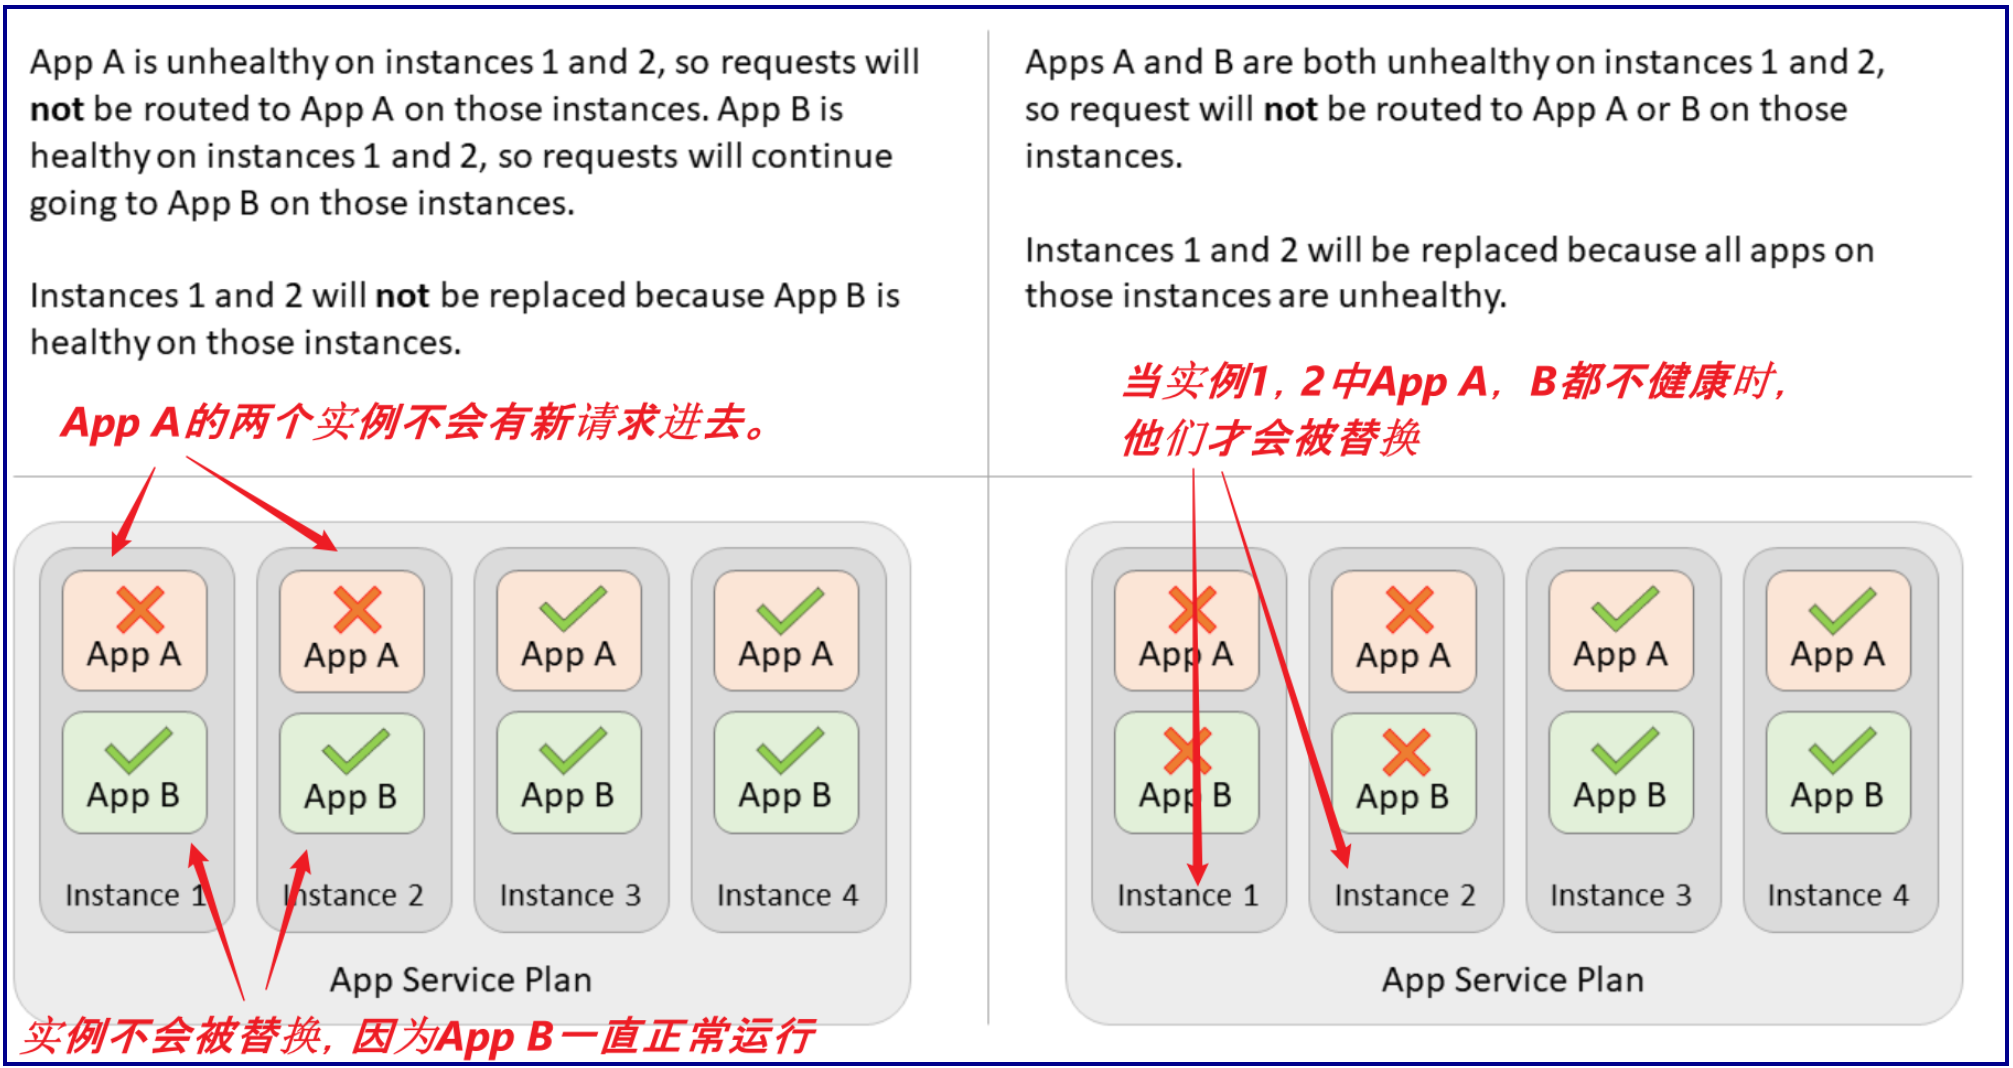 App A is unhealthy on instances 1 and 2, so requests will
not be routed to App A on those instances. App B is
healthy on instances 1 and 2, so requests will continue
going to App B on those instances.
Instances 1 and 2 will not be replaced because App B is
healthy on those instances.
App A的两个实例不会有新请求进去。
Apps A and B are both unhealthy on instances 1 and 2,
so request will not be routed to App A or B on those
instances.
Instances 1 and 2 will be replaced because all apps on
those instances are unhealthy.
当实例1，2中App A，B都不健康时，
他们才会被替换
App A
App A
App A
App A
App B
App B
App B
App B
Instance 1
Instance 2
Instance 3
Instance 4
App Service Plan
实例不会被替换，因为App B一直正常运行
App A
App A
App A
App A
App B
App B
App B
App B
Instance 1
Instance 2
Instance 3
Instance 4
App Service Plan